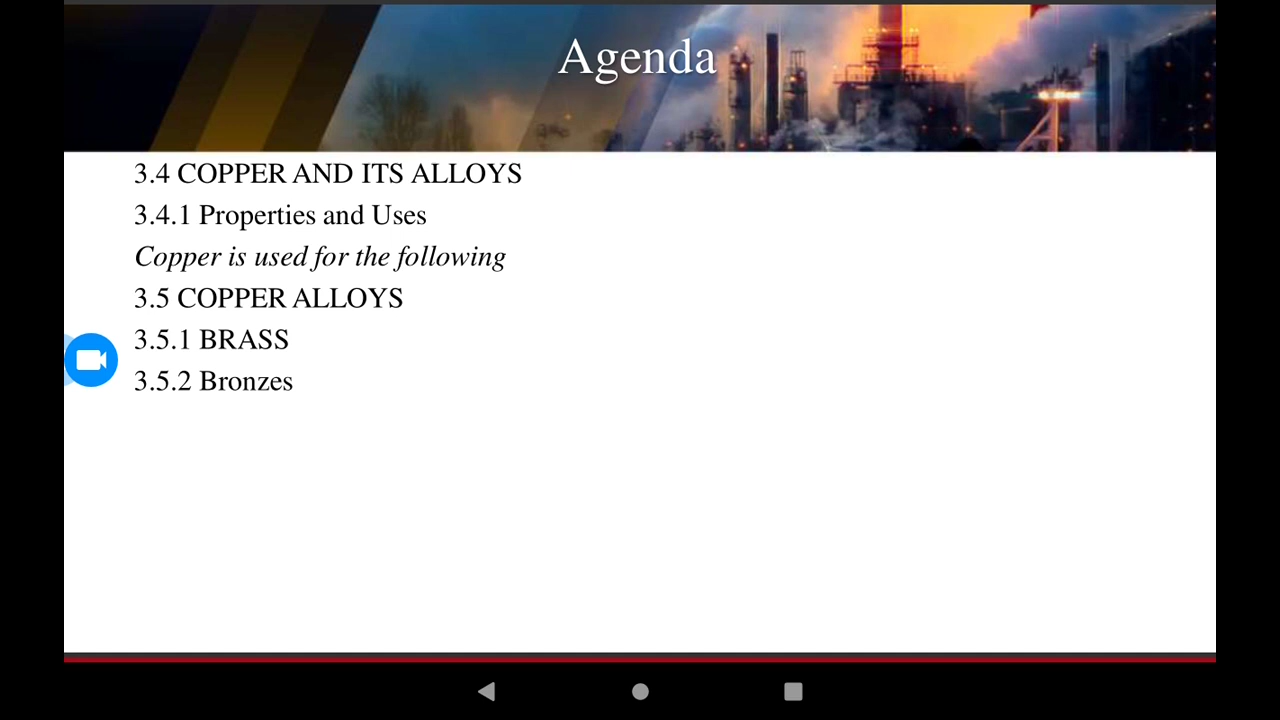 Agenda
3.4 COPPER AND ITS ALLOYS
3.4.1 Properties and Uses
Copper is used for the following
3.5 COPPER ALLOYS
3.5.1 BRASS
3.5.2 Bronzes